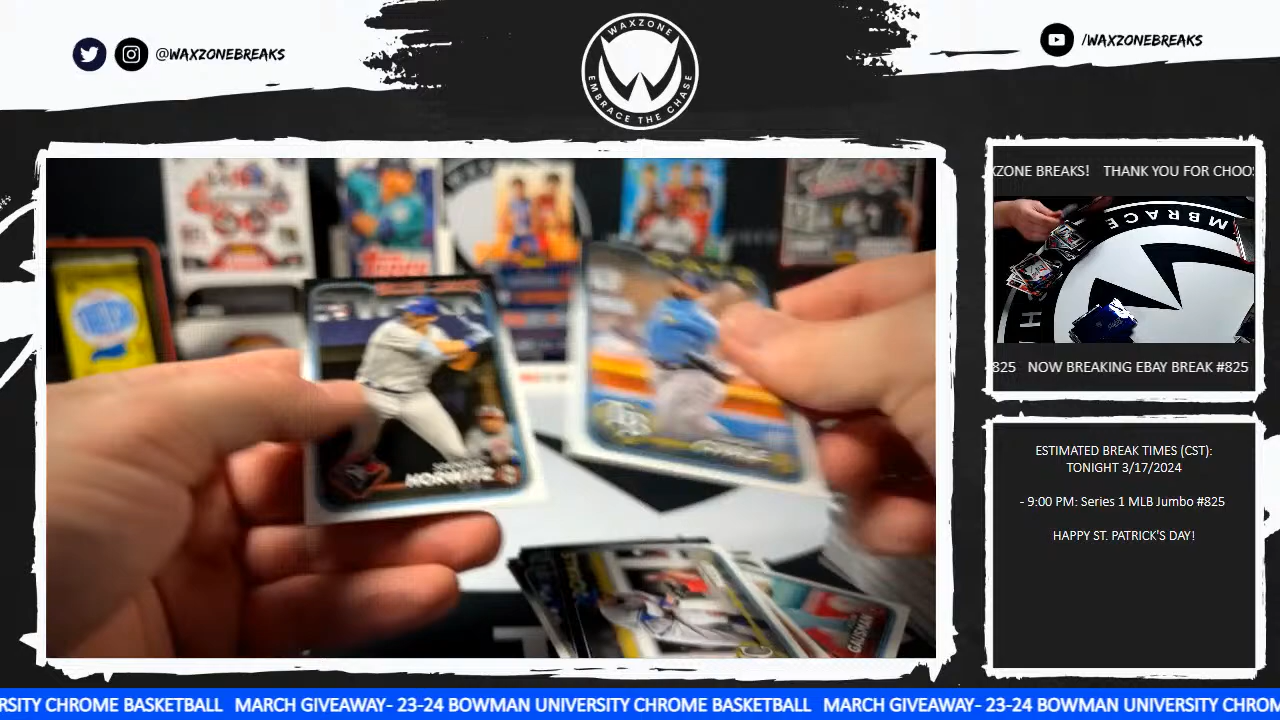 @WAXZONEBREAKS
WAXZONE
EMBRACE THE CHASE
/WAXZONEBREAKS
ZONE BREAKS! THANK YOU FOR CHOO
MBRACE
H
825 NOW BREAKING EBAY BREAK #825
ESTIMATED BREAK TIMES (CST):
TONIGHT 3/17/2024
- 9:00 PM: Series 1 MLB Jumbo #825
HAPPY ST. PATRICK'S DAY!
GAUSMAN
RSITY CHROME BASKETBALL MARCH GIVEAWAY- 23-24 BOWMAN UNIVERSITY CHROME BASKETBALL MARCH GIVEAWAY- 23-24 BOWMAN UNIVERSITY CHROM